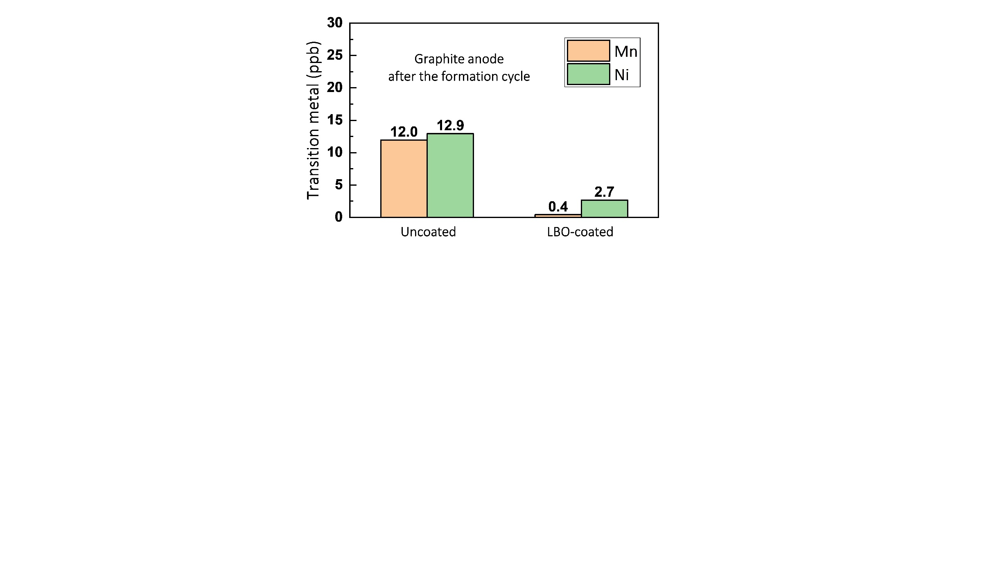 Transition metal (ppb)
30
25
20
15
10
5
0
Graphite anode
after the formation cycle
Mn
Ni
12.0
12.9
0.4
2.7
Uncoated
LBO-coated